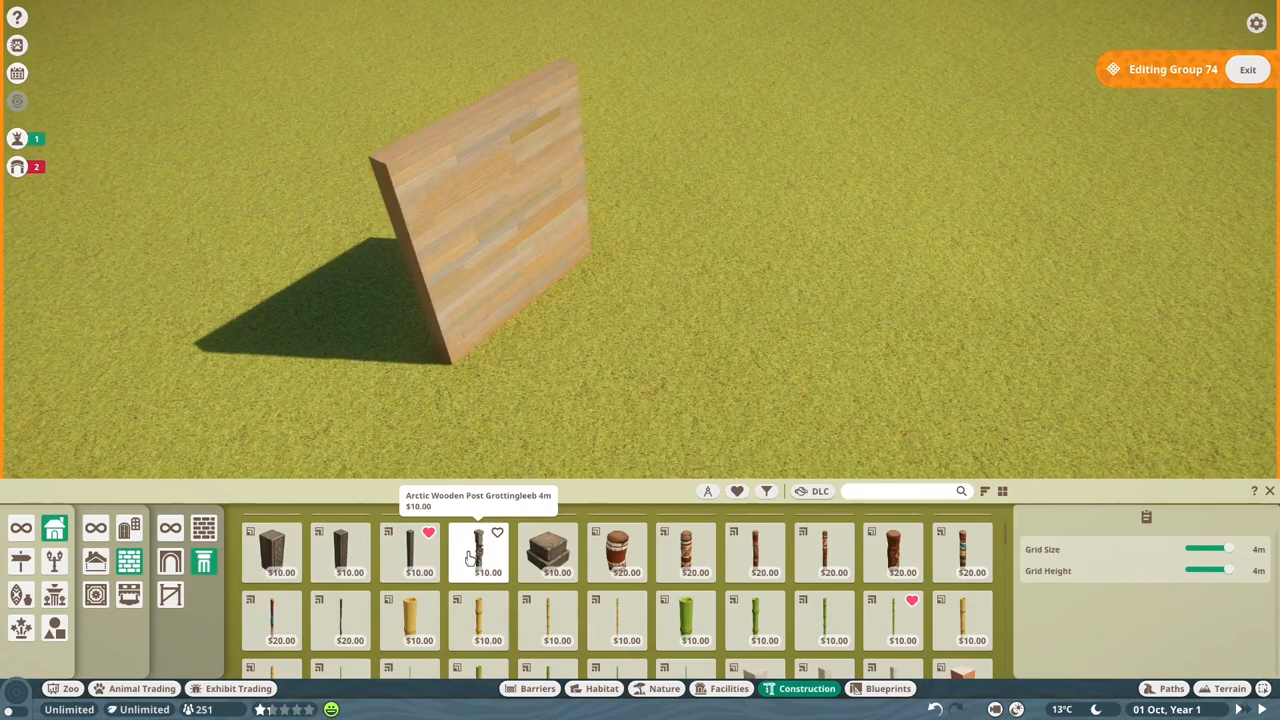 ?
Editing Group 74
Exit
1
2
Arctic Wooden Post Grottingleeb 4m
$10.00
DLC
?
$10.00 $10.00 $10.00 $10.00 $10.00 $20.00 $20.00 $20.00 $20.00 $20.00 $20.00
$20.00 $20.00 $10.00 $10.00 $10.00 $10.00 $10.00 $10.00 $10.00 $10.00 $10.00
Grid Size 4m
Grid Height 4m
Zoo Animal Trading Exhibit Trading Barriers Habitat Nature Facilities Construction Blueprints Paths Terrain
Unlimited Unlimited 251 13°C 01 Oct, Year 1